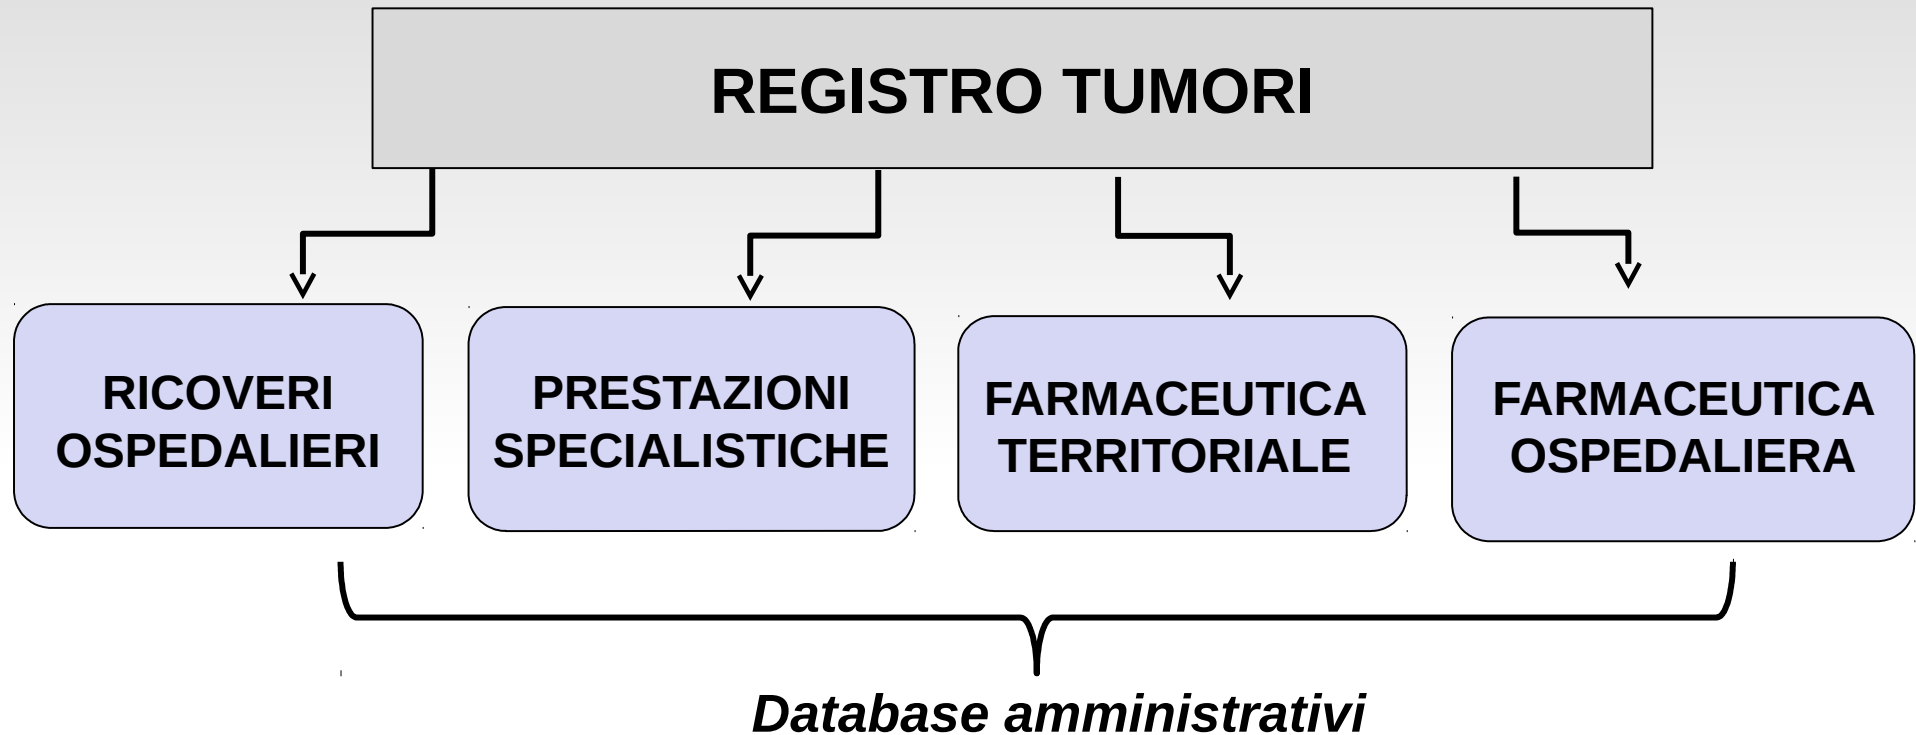 REGISTRO TUMORI
RICOVERI
OSPEDALIERI
PRESTAZIONI
SPECIALISTICHE
FARMACEUTICA
TERRITORIALE
FARMACEUTICA
OSPEDALIERA
Database amministrativi